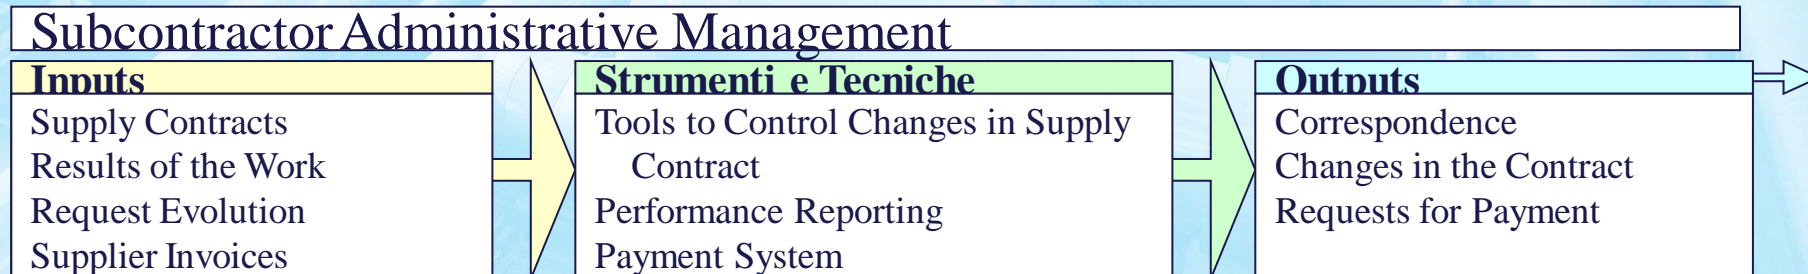 Subcontractor Administrative Management
Inputs
Supply Contracts
Results of the Work
Request Evolution
Supplier Invoices
Strumenti e Tecniche
Tools to Control Changes in Supply
Contract
Performance Reporting
Payment System
Outputs
Correspondence
Changes in the Contract
Requests for Payment